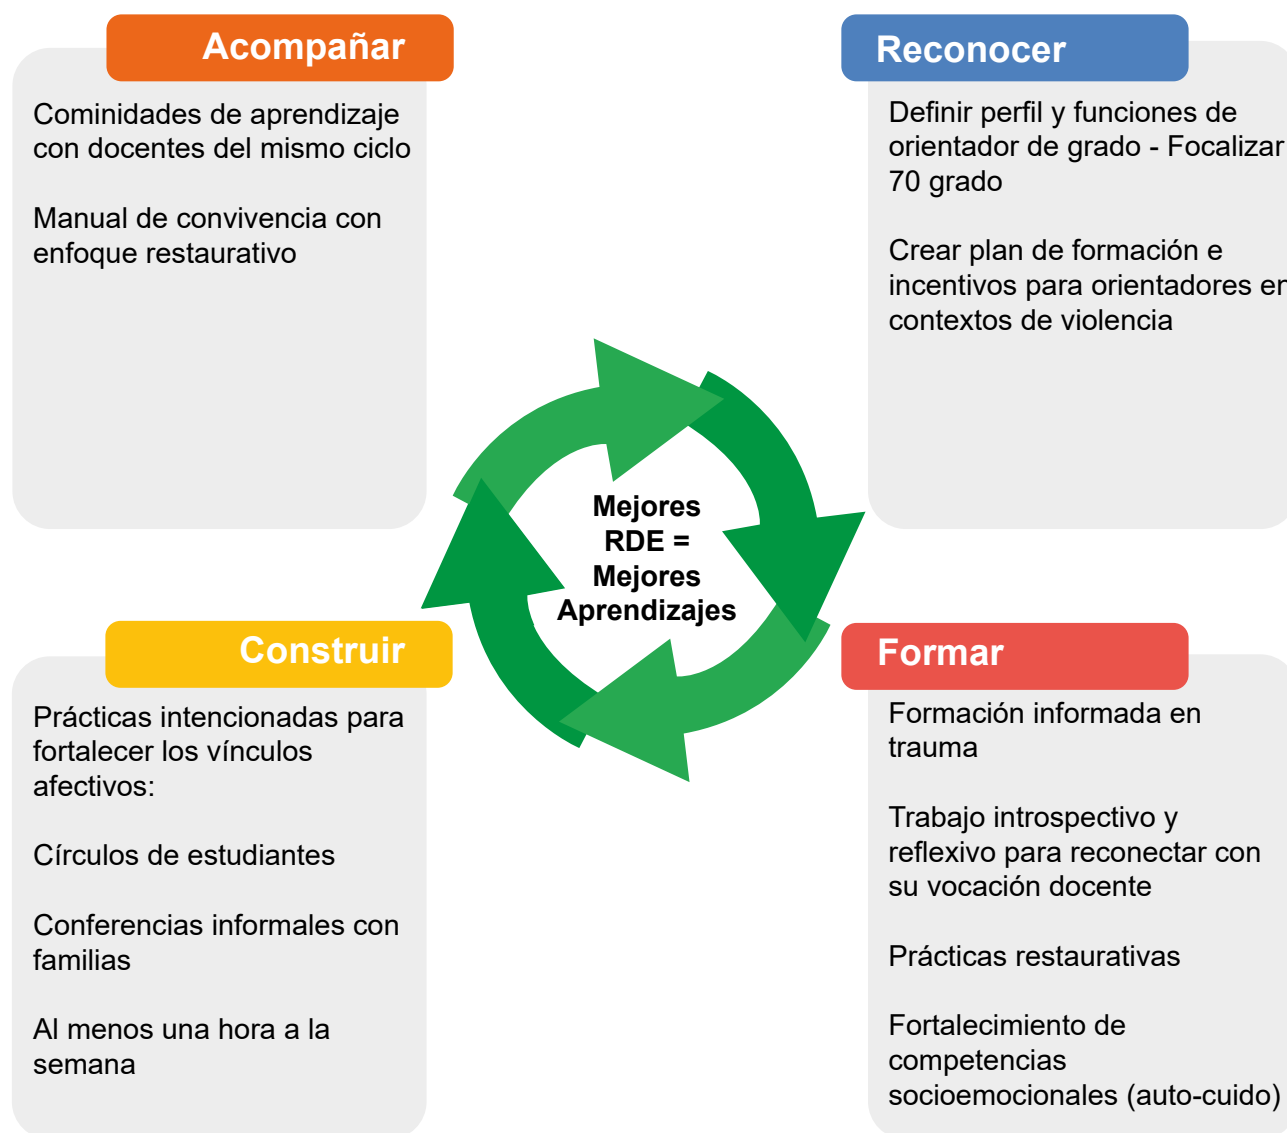 Acompañar
Cominidades de aprendizaje
con docentes del mismo ciclo
Manual de convivencia con
enfoque restaurativo
Reconocer
Definir perfil y funciones de
orientador de grado - Focalizar
70 grado
Crear plan de formación e
incentivos para orientadores en
contextos de violencia
Mejores
RDE =
Mejores
Aprendizajes
Construir
Prácticas intencionadas para
fortalecer los vínculos
afectivos:
Círculos de estudiantes
Conferencias informales con
familias
Al menos una hora a la
semana
Formar
Formación informada en
trauma
Trabajo introspectivo y
reflexivo para reconectar con
su vocación docente
Prácticas restaurativas
Fortalecimiento de
competencias
socioemocionales (auto-cuido)